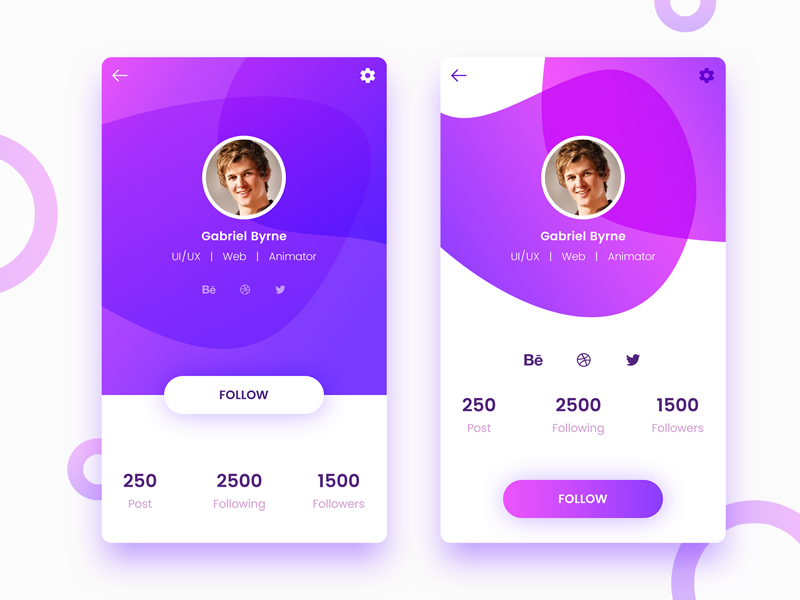 Gabriel Byrne
UI/UX | Web | Animator
Bē
FOLLOW
250 2500 1500
Post Following Followers
Gabriel Byrne
UI/UX | Web | Animator
Bē
250 2500 1500
Post Following Followers
FOLLOW